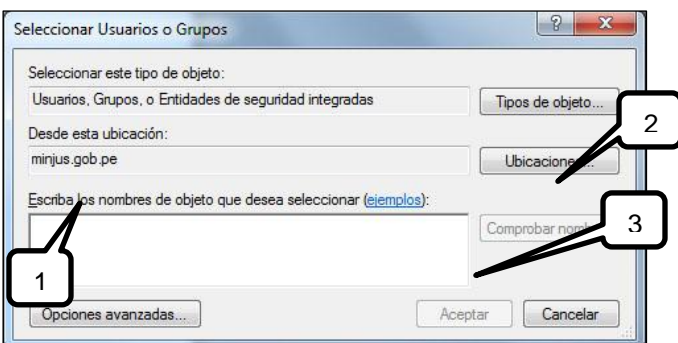 Seleccionar Usuarios o Grupos
Seleccionar este tipo de objeto:
Usuarios, Grupos, o Entidades de seguridad integradas
Tipos de objeto...
2
Desde esta ubicación:
minjus.gob.pe
Ubicaciones...
Escriba los nombres de objeto que desea seleccionar (ejemplos):
Comprobar
3
1
Opciones avanzadas...
Aceptar
Cancelar